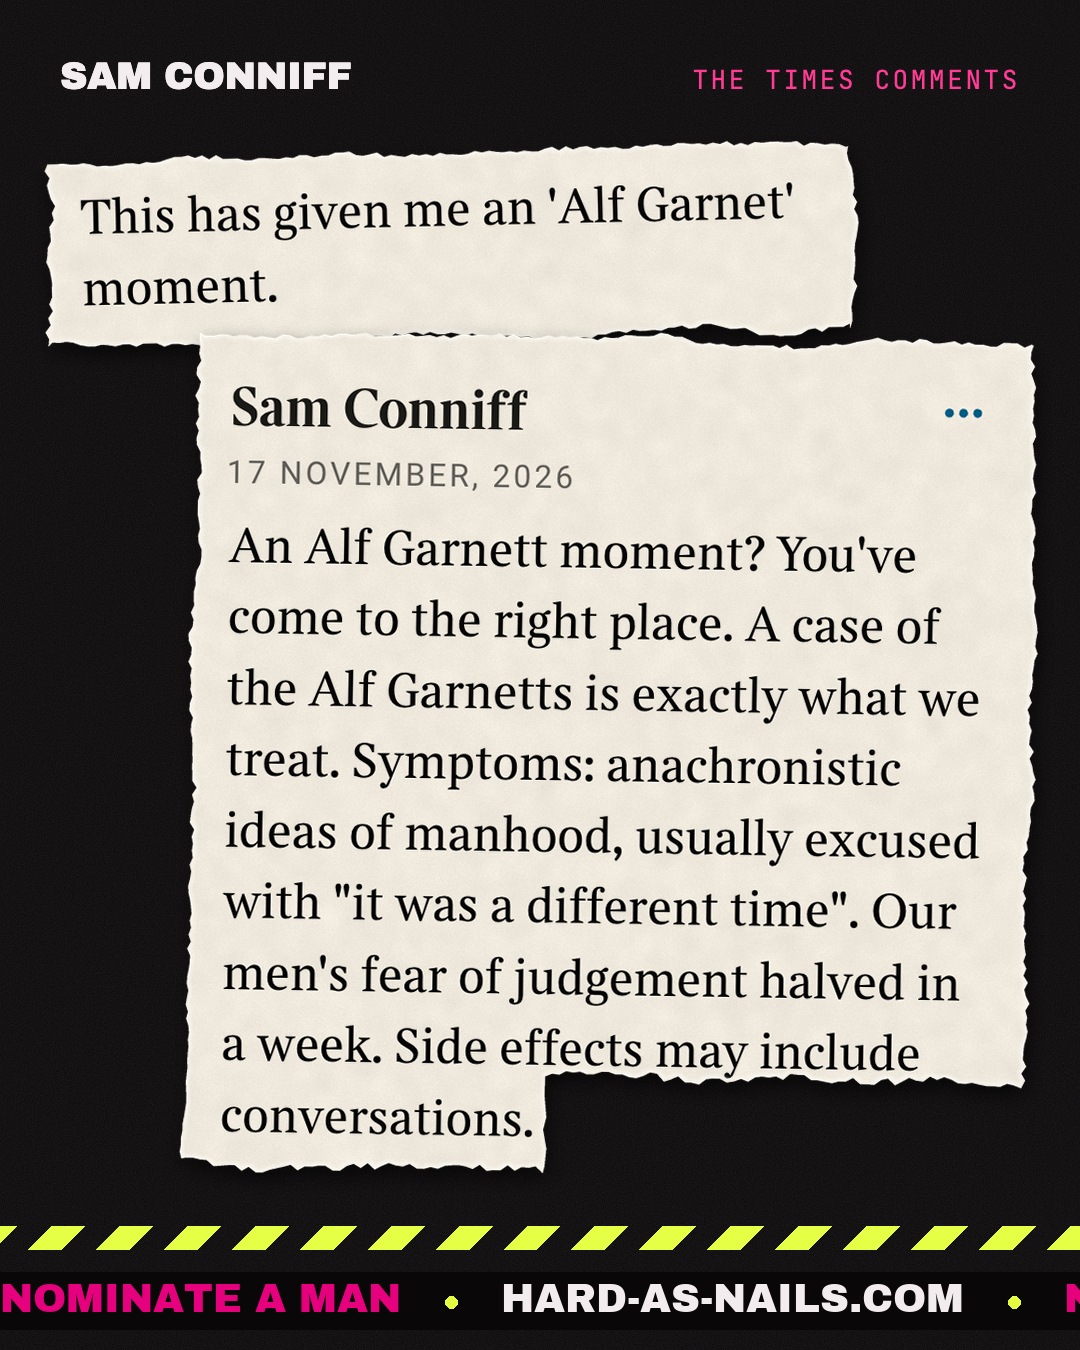 SAM CONNIFF
THE TIMES COMMENTS
This has given me an 'Alf Garnet'
moment.
Sam Conniff
17 NOVEMBER, 2026
An Alf Garnett moment? You've
come to the right place. A case of
the Alf Garnetts is exactly what we
treat. Symptoms: anachronistic
ideas of manhood, usually excused
with "it was a different time". Our
men's fear of judgement halved in
a week. Side effects may include
conversations.
NOMINATE A MAN • HARD-AS-NAILS.COM •